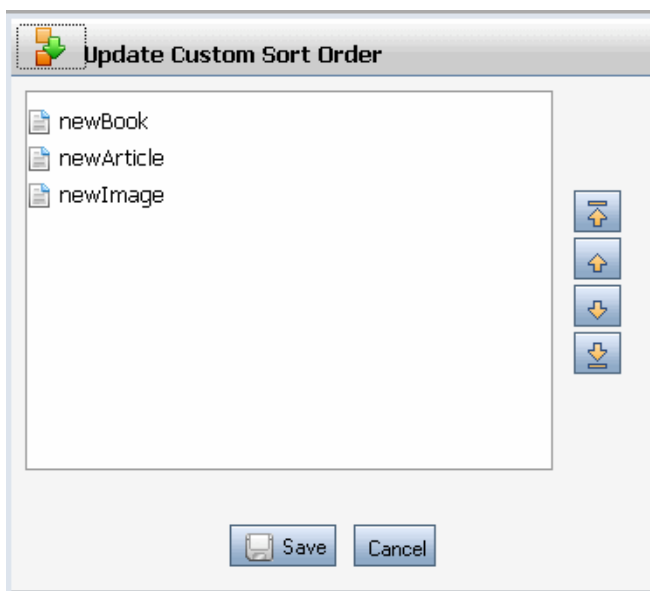 Update Custom Sort Order
newBook
newArticle
newImage
Save
Cancel